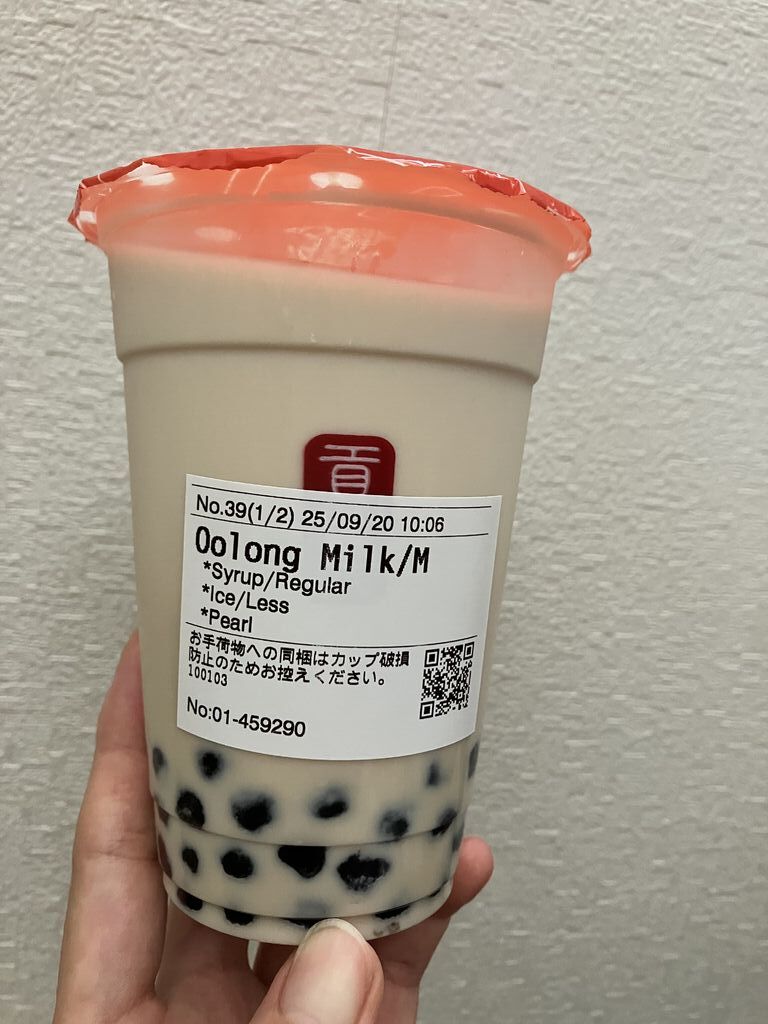 貢
No.39(1/2) 25/09/20 10:06
Oolong Milk/M
*Syrup/Regular
*Ice/Less
*Pearl
お手荷物への同梱はカップ破損
防止のためお控えください。
100103
No:01-459290